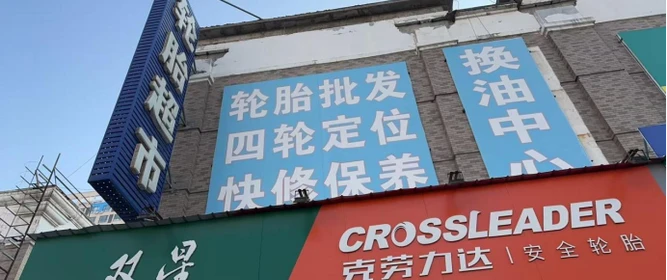 轮胎超市
轮胎批发
四轮定位
快修保养
换油中心
双星
CROSSLEADER
克劳力达 | 安全轮胎